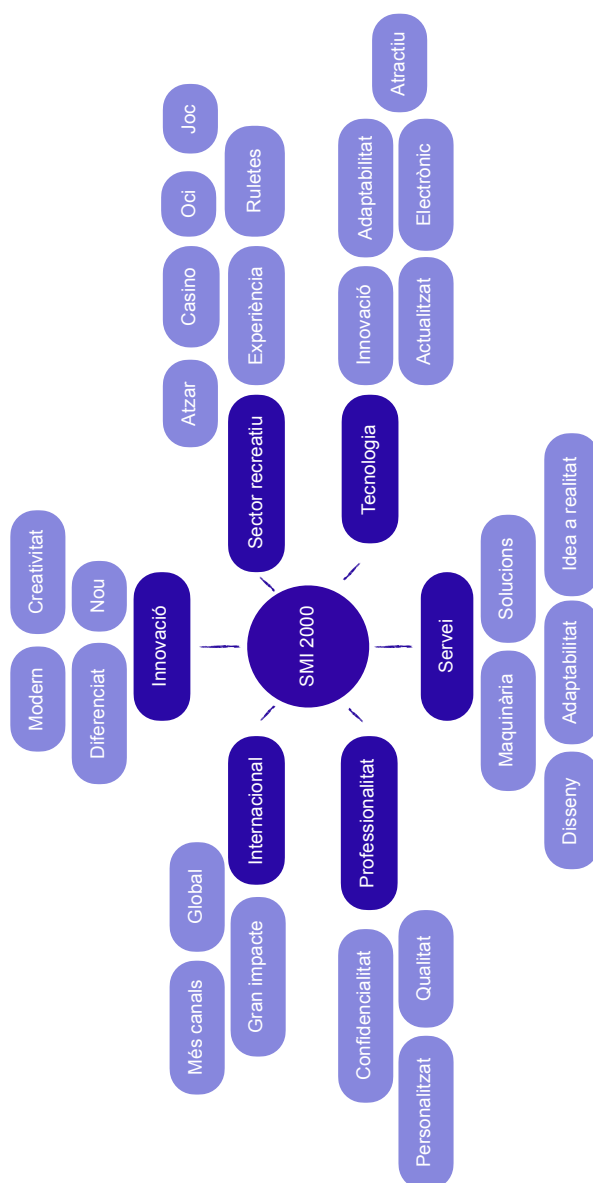 Modern
Creativitat
Diferenciat
Nou
Innovació
Més canals
Global
Gran impacte
Internacional
Atzar
Casino
Oci
Joc
Sector recreatiu
Experiència
Ruletes
SMI 2000
Confidencialitat
Professionalitat
Personalitzat
Qualitat
Tecnologia
Innovació
Adaptabilitat
Atractiu
Actualitzat
Electrònic
Servei
Maquinària
Solucions
Disseny
Adaptabilitat
Idea a realitat